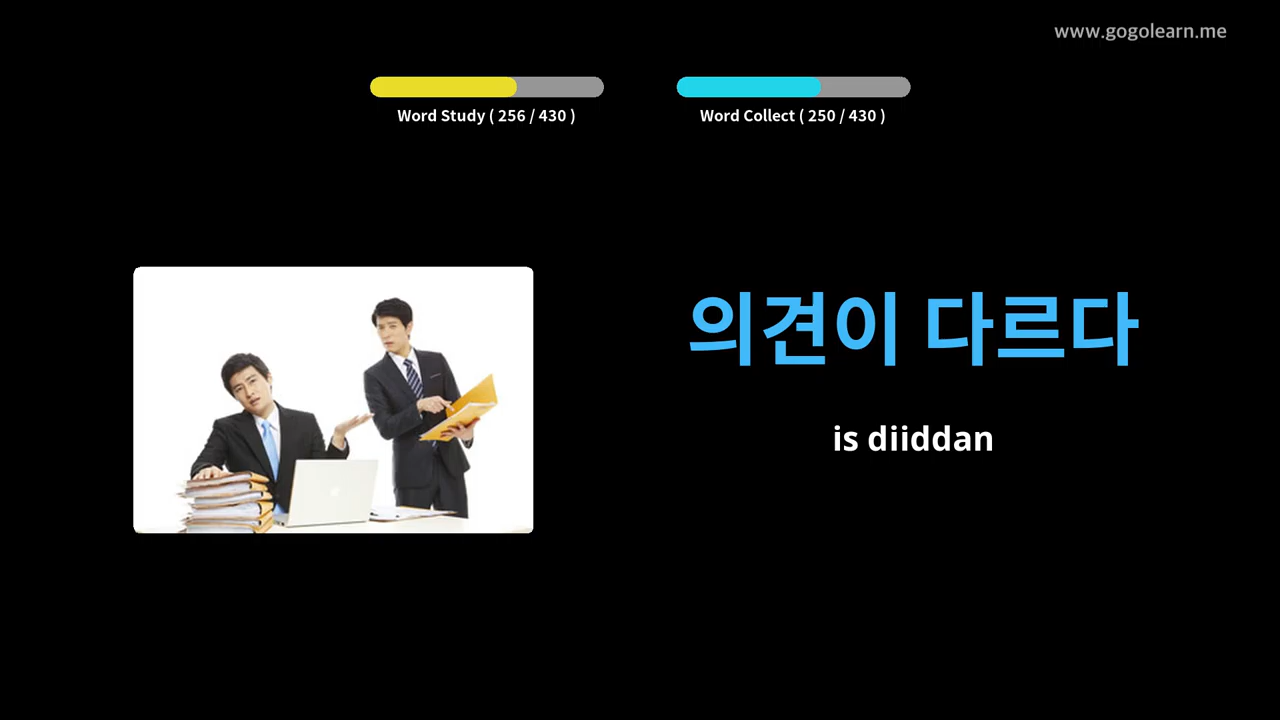 www.gogolearn.me
Word Study ( 256 / 430 )
Word Collect ( 250 / 430 )
의견이 다르다
is diiddan